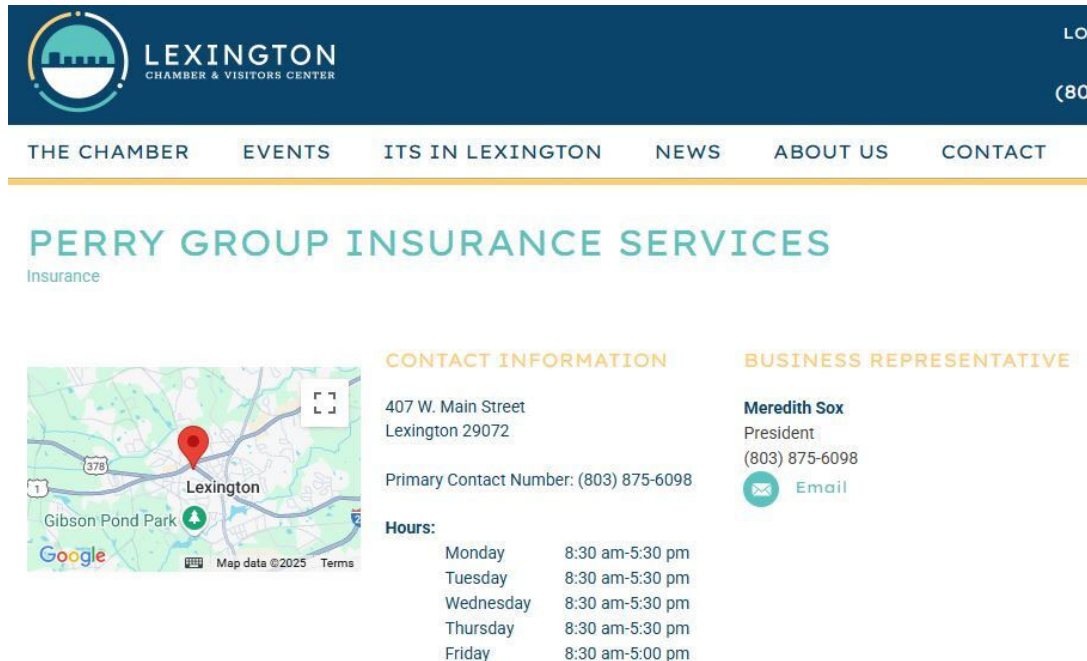 LEXINGTON
CHAMBER & VISITORS CENTER
LO
(80
THE CHAMBER EVENTS ITS IN LEXINGTON NEWS ABOUT US CONTACT
PERRY GROUP INSURANCE SERVICES
Insurance
378
1
Lexington
Gibson Pond Park
2
Google
Map data ©2025 Terms
CONTACT INFORMATION
407 W. Main Street
Lexington 29072
Primary Contact Number: (803) 875-6098
Hours:
Monday 8:30 am-5:30 pm
Tuesday 8:30 am-5:30 pm
Wednesday 8:30 am-5:30 pm
Thursday 8:30 am-5:30 pm
Friday 8:30 am-5:00 pm
BUSINESS REPRESENTATIVE
Meredith Sox
President
(803) 875-6098
Email